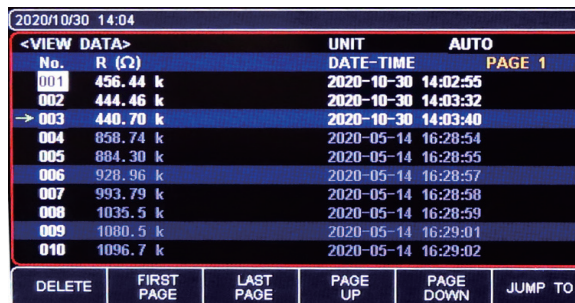 2020/10/30 14:04
<VIEW DATA> UNIT AUTO
No. R (Ω) DATE-TIME PAGE 1
001 456.44 k 2020-10-30 14:02:55
002 444.46 k 2020-10-30 14:03:32
→ 003 440.70 k 2020-10-30 14:03:40
004 858.74 k 2020-05-14 16:28:54
005 884.30 k 2020-05-14 16:28:55
006 928.96 k 2020-05-14 16:28:57
007 993.79 k 2020-05-14 16:28:58
008 1035.5 k 2020-05-14 16:28:59
009 1080.5 k 2020-05-14 16:29:01
010 1096.7 k 2020-05-14 16:29:02
DELETE FIRST PAGE LAST PAGE PAGE UP PAGE DOWN JUMP TO